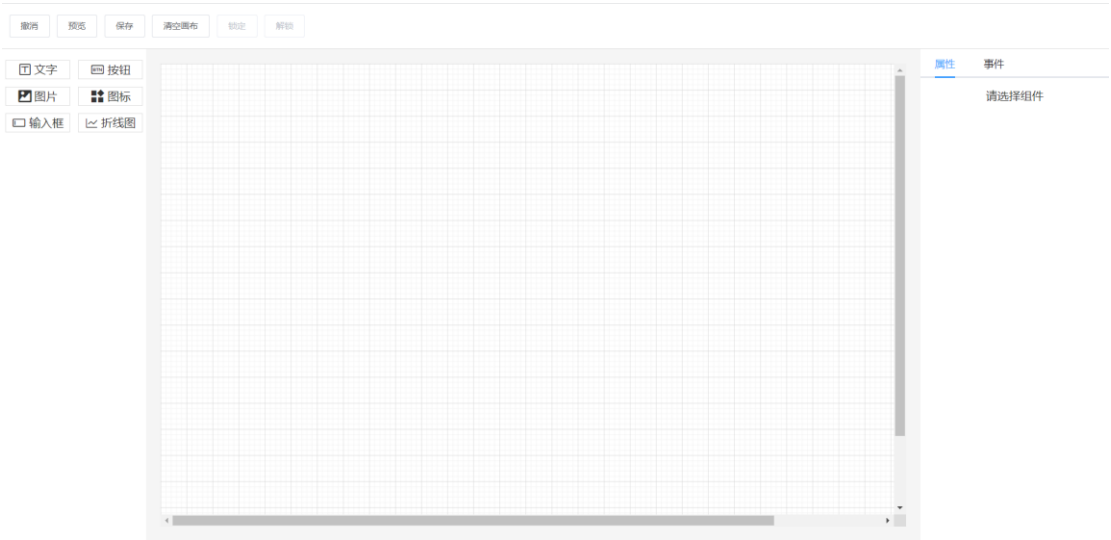 撤消 预览 保存 清空画布 锁定 解锁
文字 按钮
图片 图标
输入框 折线图
属性 事件
请选择组件